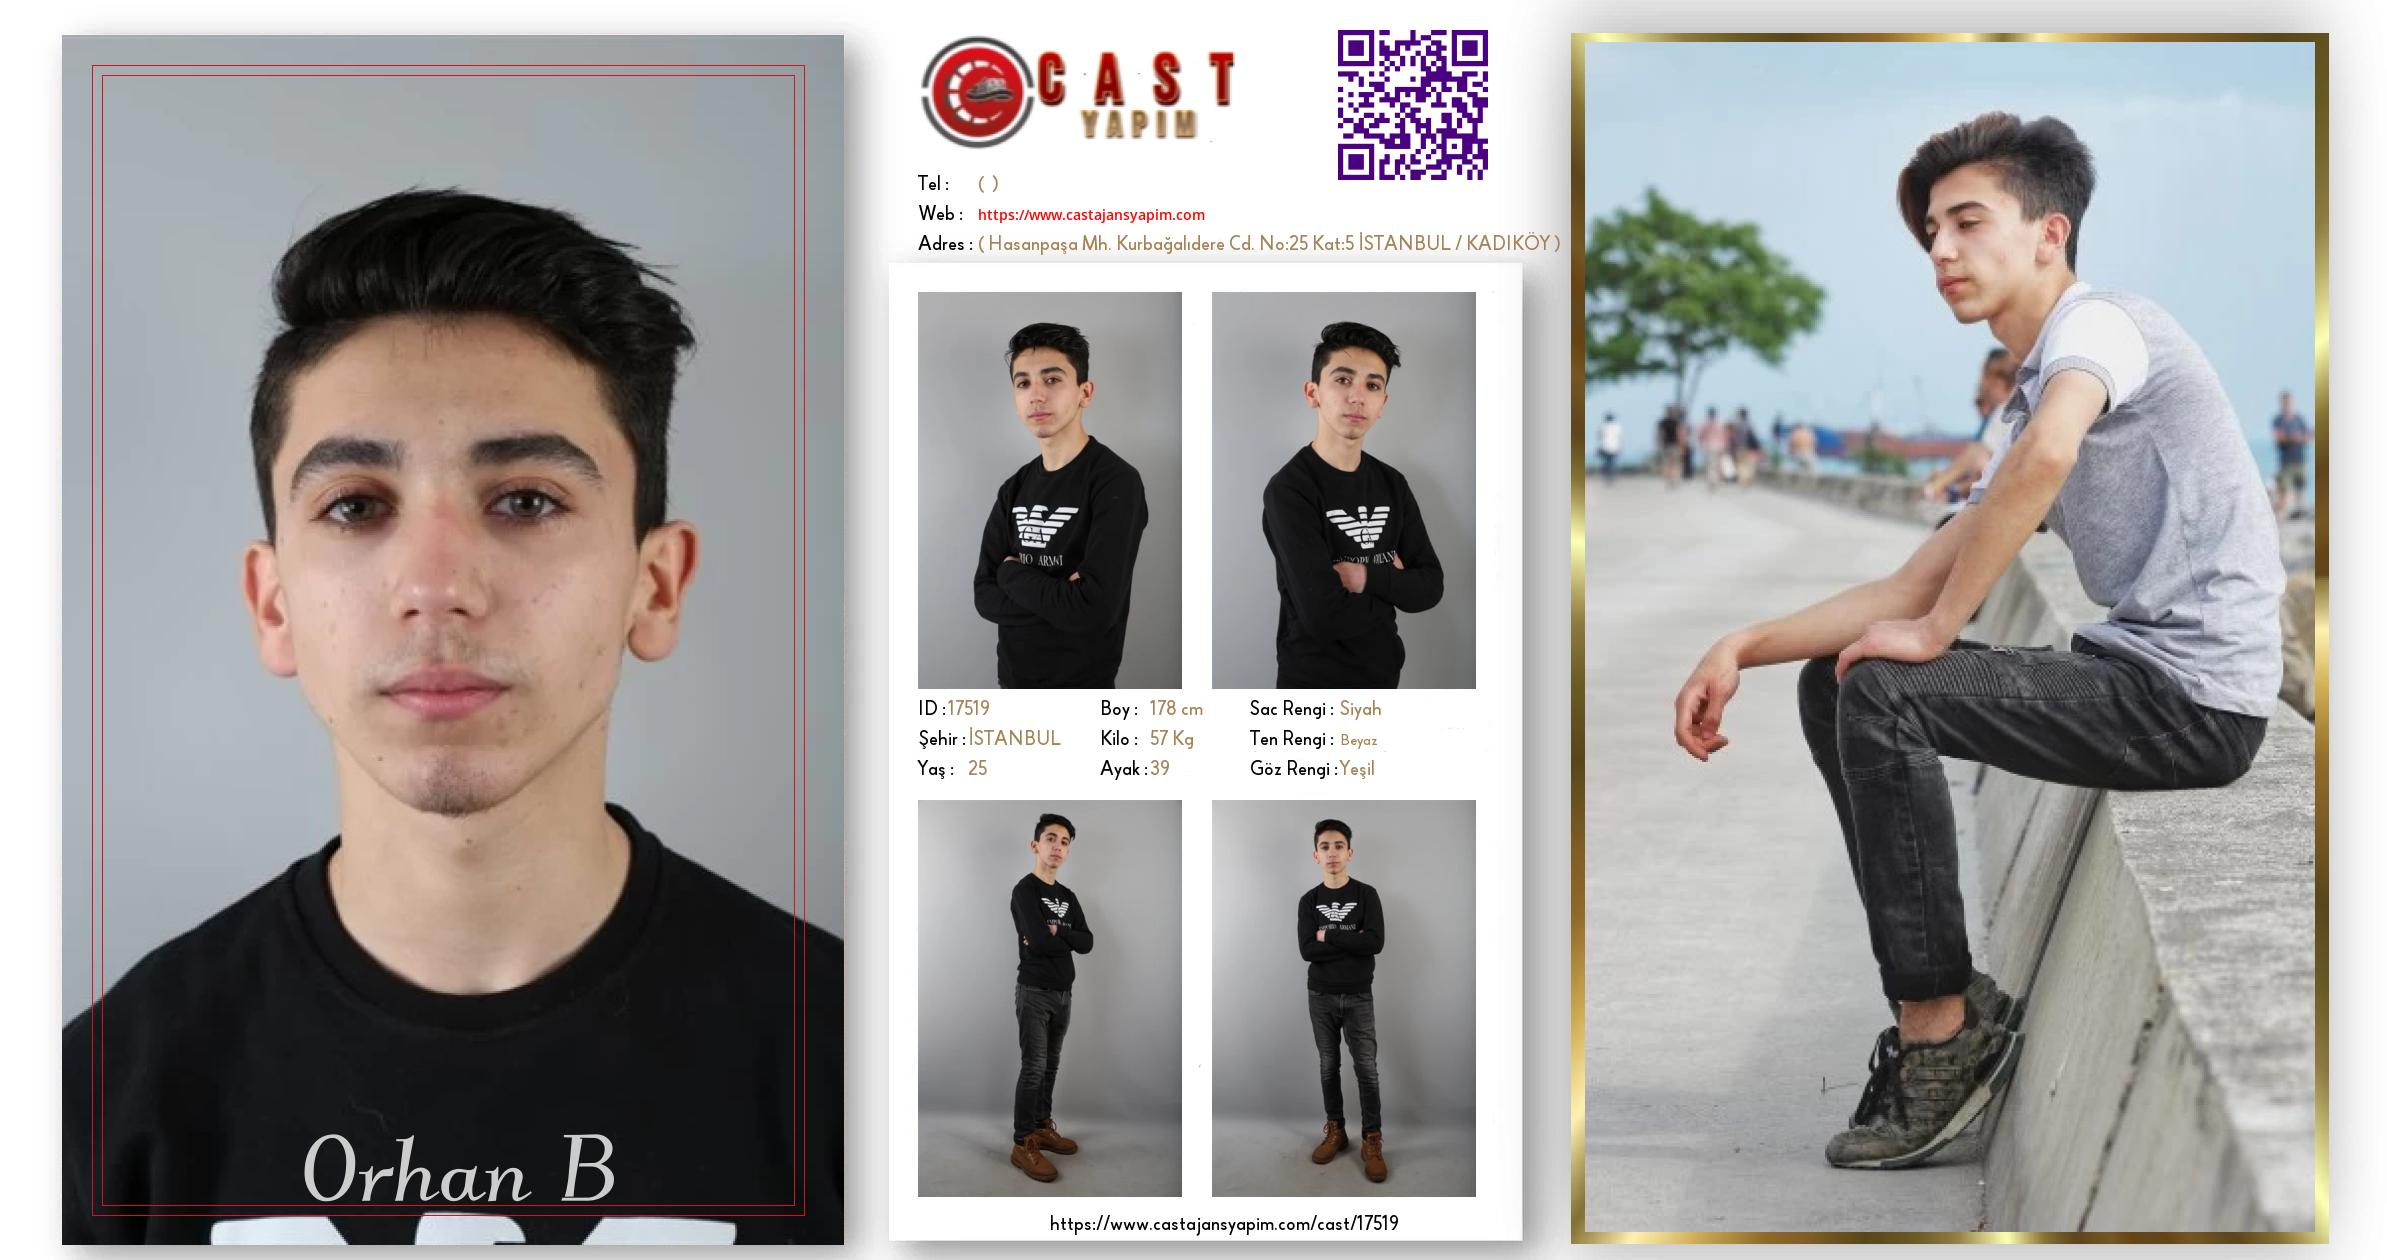 Orhan B
CAST
YAPIM
Tel : ( )
Web : https://www.castajansyapim.com
Adres : ( Hasanpaşa Mh. Kurbağalıdere Cd. No:25 Kat:5 İSTANBUL / KADIKÖY )
EMPORIO ARMANI
ID : 17519 Boy : 178 cm Sac Rengi : Siyah
Şehir : İSTANBUL Kilo : 57 Kg Ten Rengi : Beyaz
Yaş : 25 Ayak : 39 Göz Rengi : Yeşil
https://www.castajansyapim.com/cast/17519